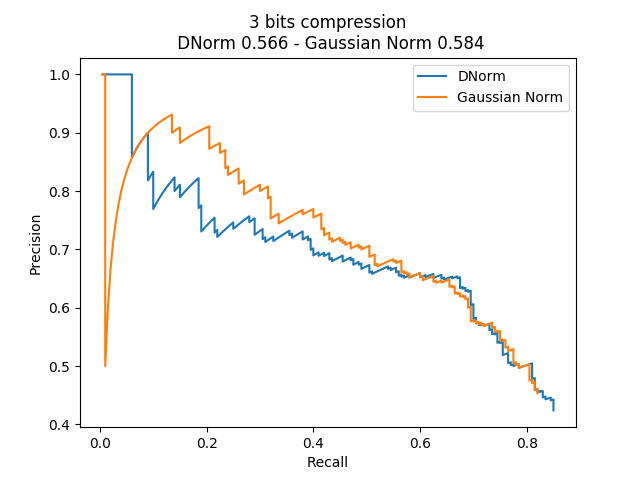 3 bits compression
DNorm 0.566 - Gaussian Norm 0.584
DNorm
Gaussian Norm
1.0
0.9
0.8
0.7
0.6
0.5
0.4
Precision
0.0 0.2 0.4 0.6 0.8
Recall